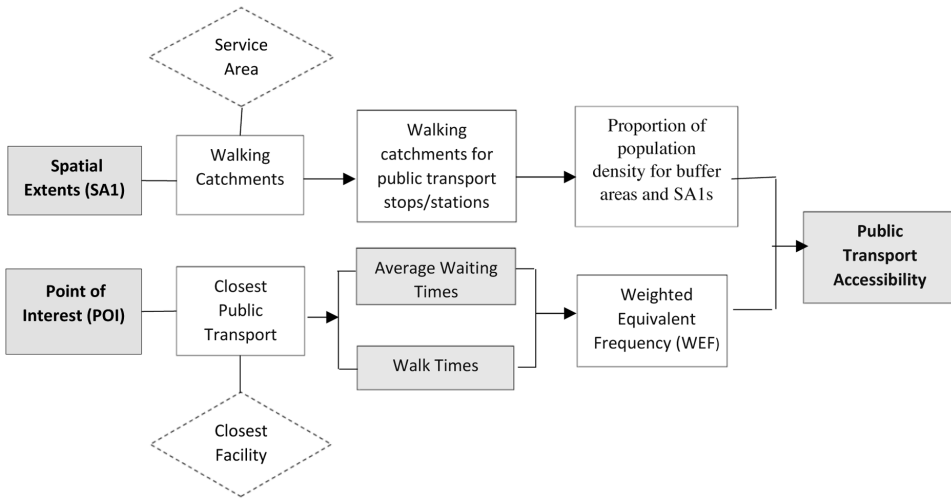 Service
Area
Spatial
Extents (SA1)
Walking
Catchments
Walking
catchments for
public transport
stops/stations
Proportion of
population
density for buffer
areas and SA1s
Public
Transport
Accessibility
Point of
Interest (POI)
Closest
Public
Transport
Average Waiting
Times
Walk Times
Weighted
Equivalent
Frequency (WEF)
Closest
Facility